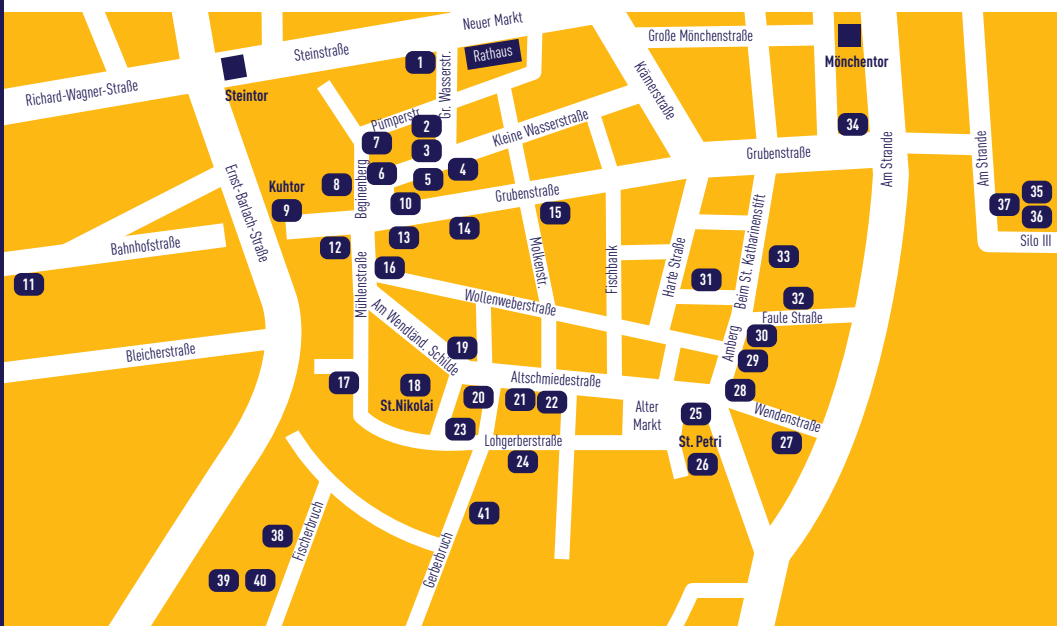 Neuer Markt
Steinstraße
Große Mönchenstraße
Rathaus
1
Gr. Wasserstr.
Krämerstraße
Mönchentor
Richard-Wagner-Straße
Steintor
Pümperstr.
2
Kleine Wasserstraße
34
7
3
Grubenstraße
Am Strande
Am Strande
Ernst-Barlach-Straße
Kuhtor
8
Beginenberg
6
5
4
9
10
Grubenstraße
15
35
37
36
Silo III
Bahnhofstraße
12
13
14
Molkenstr.
Fischbank
Harte Straße
Beim St. Katharinenstift
33
11
Mühlenstraße
16
31
32
Wollenweberstraße
Faule Straße
Am Wendländ. Schilde
Amberg
30
Bleicherstraße
19
29
17
18
St.Nikolai
Altschmiedestraße
20
21
22
28
Alter
Markt
25
Wendenstraße
23
Lohgerberstraße
St. Petri
27
24
26
41
38
Fischerbruch
Gerberbruch
39
40